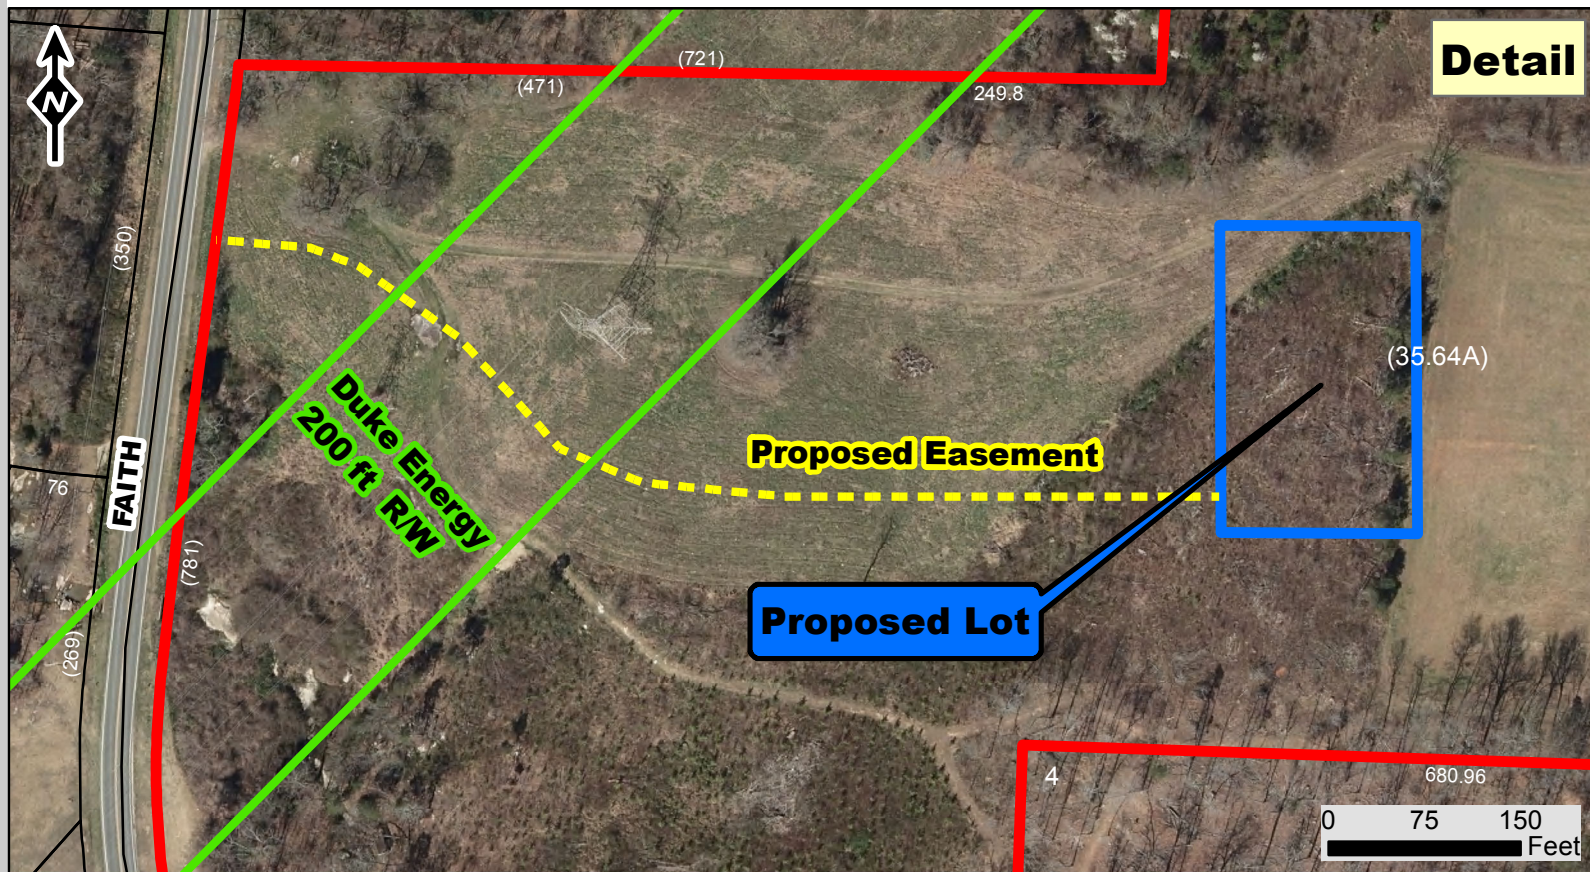 Detail
N
(721)
(471)
249.8
(350)
(35.64A)
Duke Energy
200 ft R/W
Proposed Easement
FAITH
76
(781)
Proposed Lot
(269)
4
680.96
0 75 150
Feet